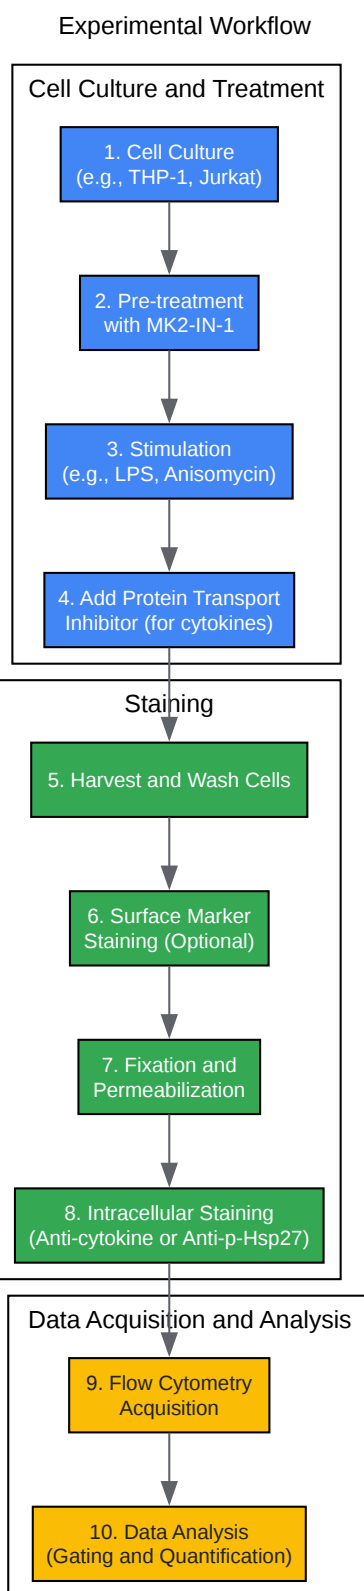 Experimental Workflow
Cell Culture and Treatment
1. Cell Culture
(e.g., THP-1, Jurkat)
2. Pre-treatment
with MK2-IN-1
3. Stimulation
(e.g., LPS, Anisomycin)
4. Add Protein Transport
Inhibitor (for cytokines)
Staining
5. Harvest and Wash Cells
6. Surface Marker
Staining (Optional)
7. Fixation and
Permeabilization
8. Intracellular Staining
(Anti-cytokine or Anti-p-Hsp27)
Data Acquisition and Analysis
9. Flow Cytometry
Acquisition
10. Data Analysis
(Gating and Quantification)